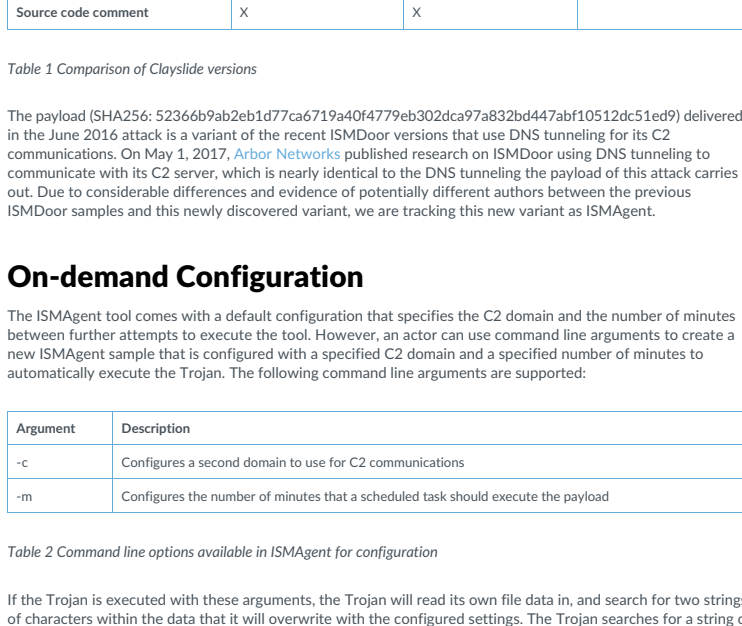 Source code comment X X
Table 1 Comparison of Clayslide versions
The payload (SHA256: 52366b9ab2eb1d77ca6719a40f4779eb302dca97a832bd447abf10512dc51ed9) delivered
in the June 2016 attack is a variant of the recent ISMDoor versions that use DNS tunneling for its C2
communications. On May 1, 2017, Arbor Networks published research on ISMDoor using DNS tunneling to
communicate with its C2 server, which is nearly identical to the DNS tunneling the payload of this attack carries
out. Due to considerable differences and evidence of potentially different authors between the previous
ISMDoor samples and this newly discovered variant, we are tracking this new variant as ISMAgent.
On-demand Configuration
The ISMAgent tool comes with a default configuration that specifies the C2 domain and the number of minutes
between further attempts to execute the tool. However, an actor can use command line arguments to create a
new ISMAgent sample that is configured with a specified C2 domain and a specified number of minutes to
automatically execute the Trojan. The following command line arguments are supported:
Argument Description
-c Configures a second domain to use for C2 communications
-m Configures the number of minutes that a scheduled task should execute the payload
Table 2 Command line options available in ISMAgent for configuration
If the Trojan is executed with these arguments, the Trojan will read its own file data in, and search for two strings
of characters within the data that it will overwrite with the configured settings. The Trojan searches for a string